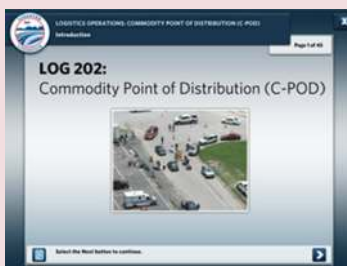 LOGISTICS OPERATIONS: COMMODITY POINT OF DISTRIBUTION (C-POD)
Introduction
Page 1 of 40
LOG 202:
Commodity Point of Distribution (C-POD)
Select the Next button to continue.